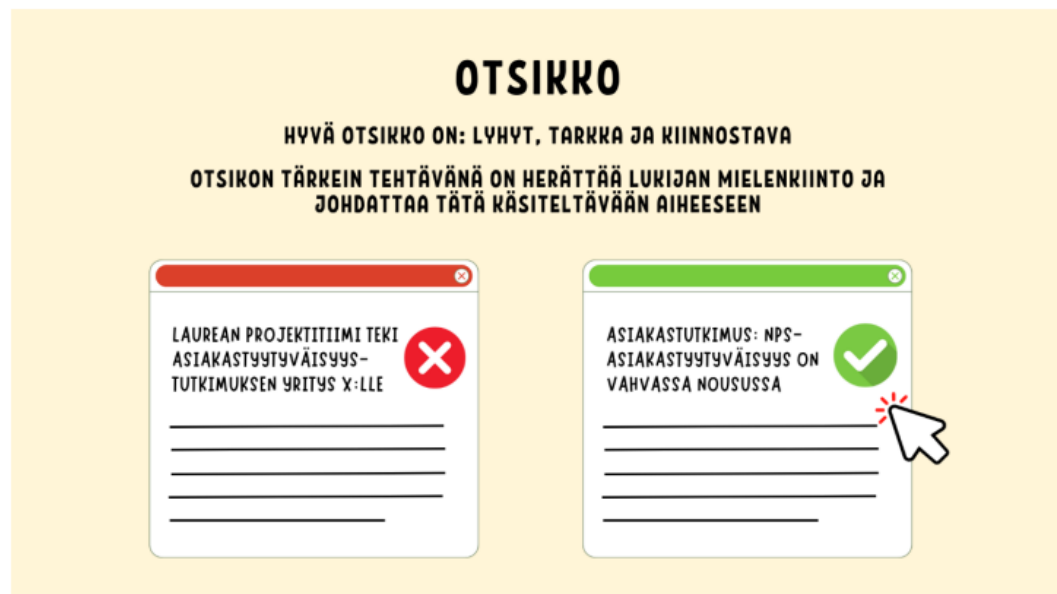 OTSIKKO
HYVÄ OTSIKKO ON: LYHYT, TARKKA JA KIINNOSTAVA
OTSIKON TÄRKEIN TEHTÄVÄNÄ ON HERÄTTÄÄ LUKIJAN MIELENKIINTO JA
JOHDATTAA TÄTÄ KÄSITELTÄVÄÄN AIHEESEEN
LAUREAN PROJEKTITIIMI TEKI
ASIAKASTYYTYVÄISYYS-
TUTKIMUKSEN YRITYS X:LLE
ASIAKASTUTKIMUS: NPS-
ASIAKASTYYTYVÄISYYS ON
VAHVASSA NOUSUSSA